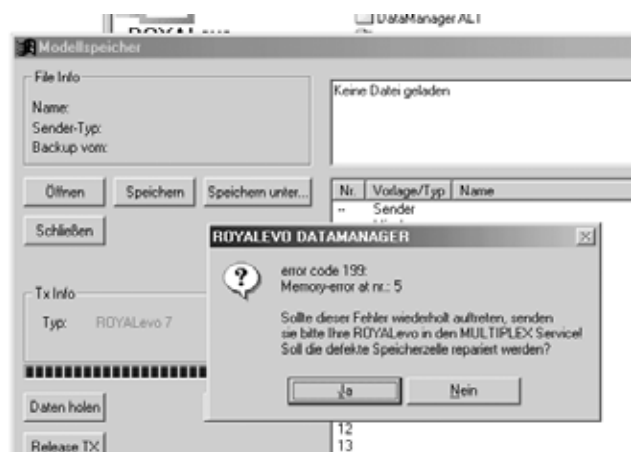 DataManager ALT
Modellspeicher
File Info
Name:
Sender-Typ:
Backup vom:
Keine Datei geladen
Öffnen
Speichern
Speichern unter...
Schließen
Nr. Vorlage/Typ Name
-- Sender
ROYALEVO DATAMANAGER
error code 199:
Memory-error at nr.: 5
Sollte dieser Fehler wiederholt auftreten, senden
sie bitte Ihre ROYALevo in den MULTIPLEX Service!
Soll die defekte Speicherzelle repariert werden?
Ja
Nein
Tx Info
Typ: ROYALevo 7
Daten holen
Release TX
12
13